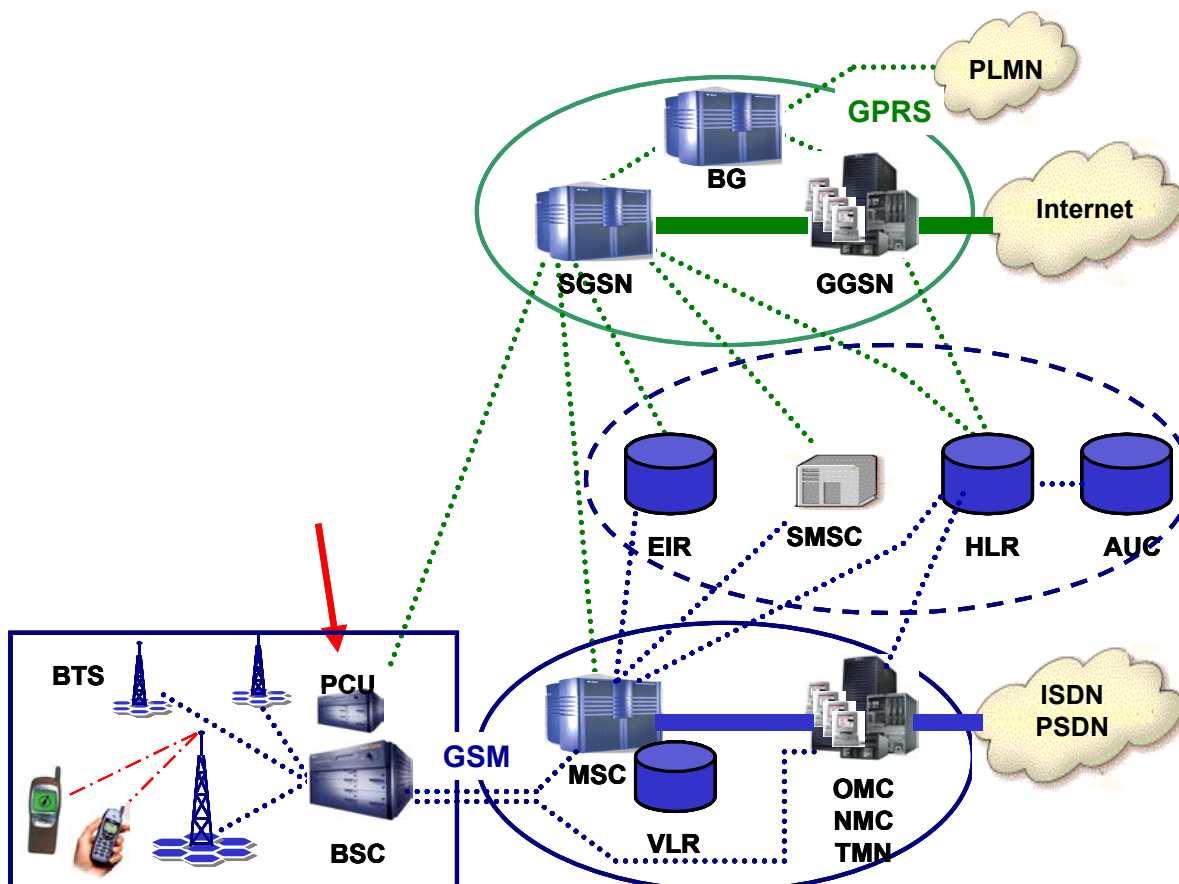 PLMN
GPRS
BG
Internet
SGSN
GGSN
EIR
SMSC
HLR
AUC
BTS
PCU
ISDN
PSDN
GSM
MSC
OMC
NMC
TMN
VLR
BSC